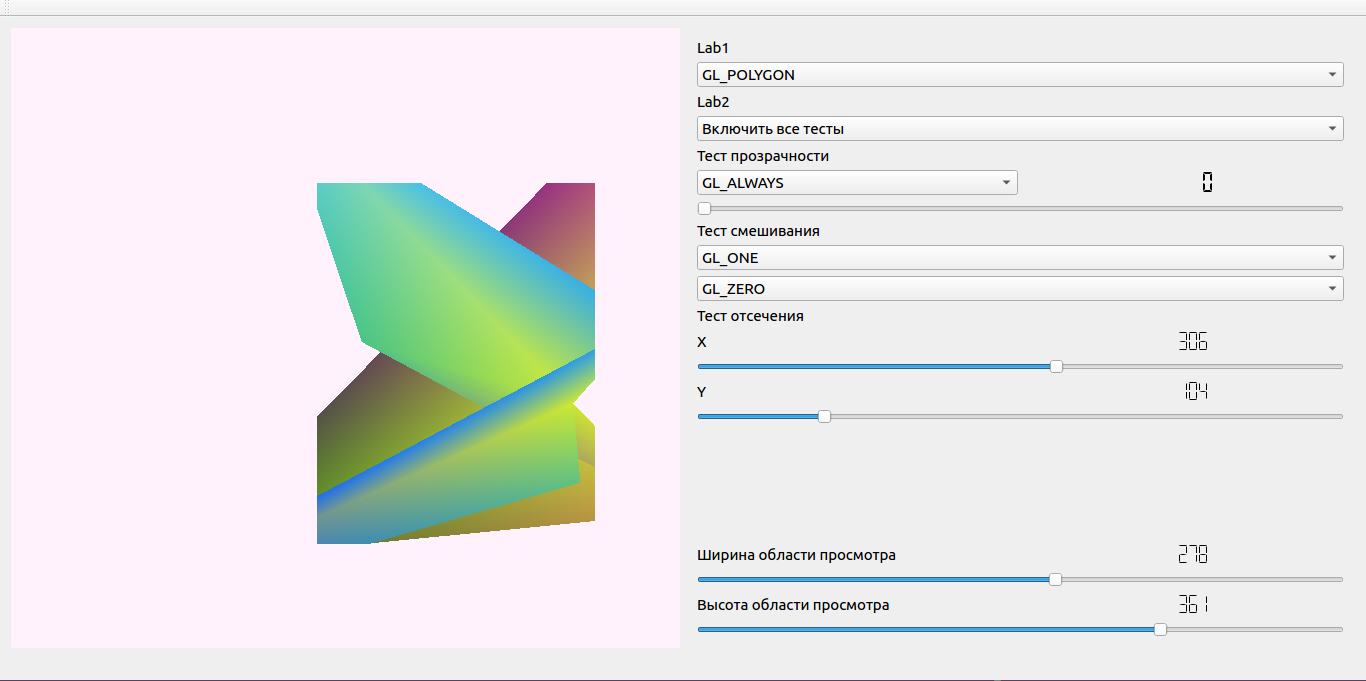 Lab1
GL_POLYGON
Lab2
Включить все тесты
Тест прозрачности
GL_ALWAYS 0
Тест смешивания
GL_ONE
GL_ZERO
Тест отсечения
X 306
Y 104
Ширина области просмотра 278
Высота области просмотра 361